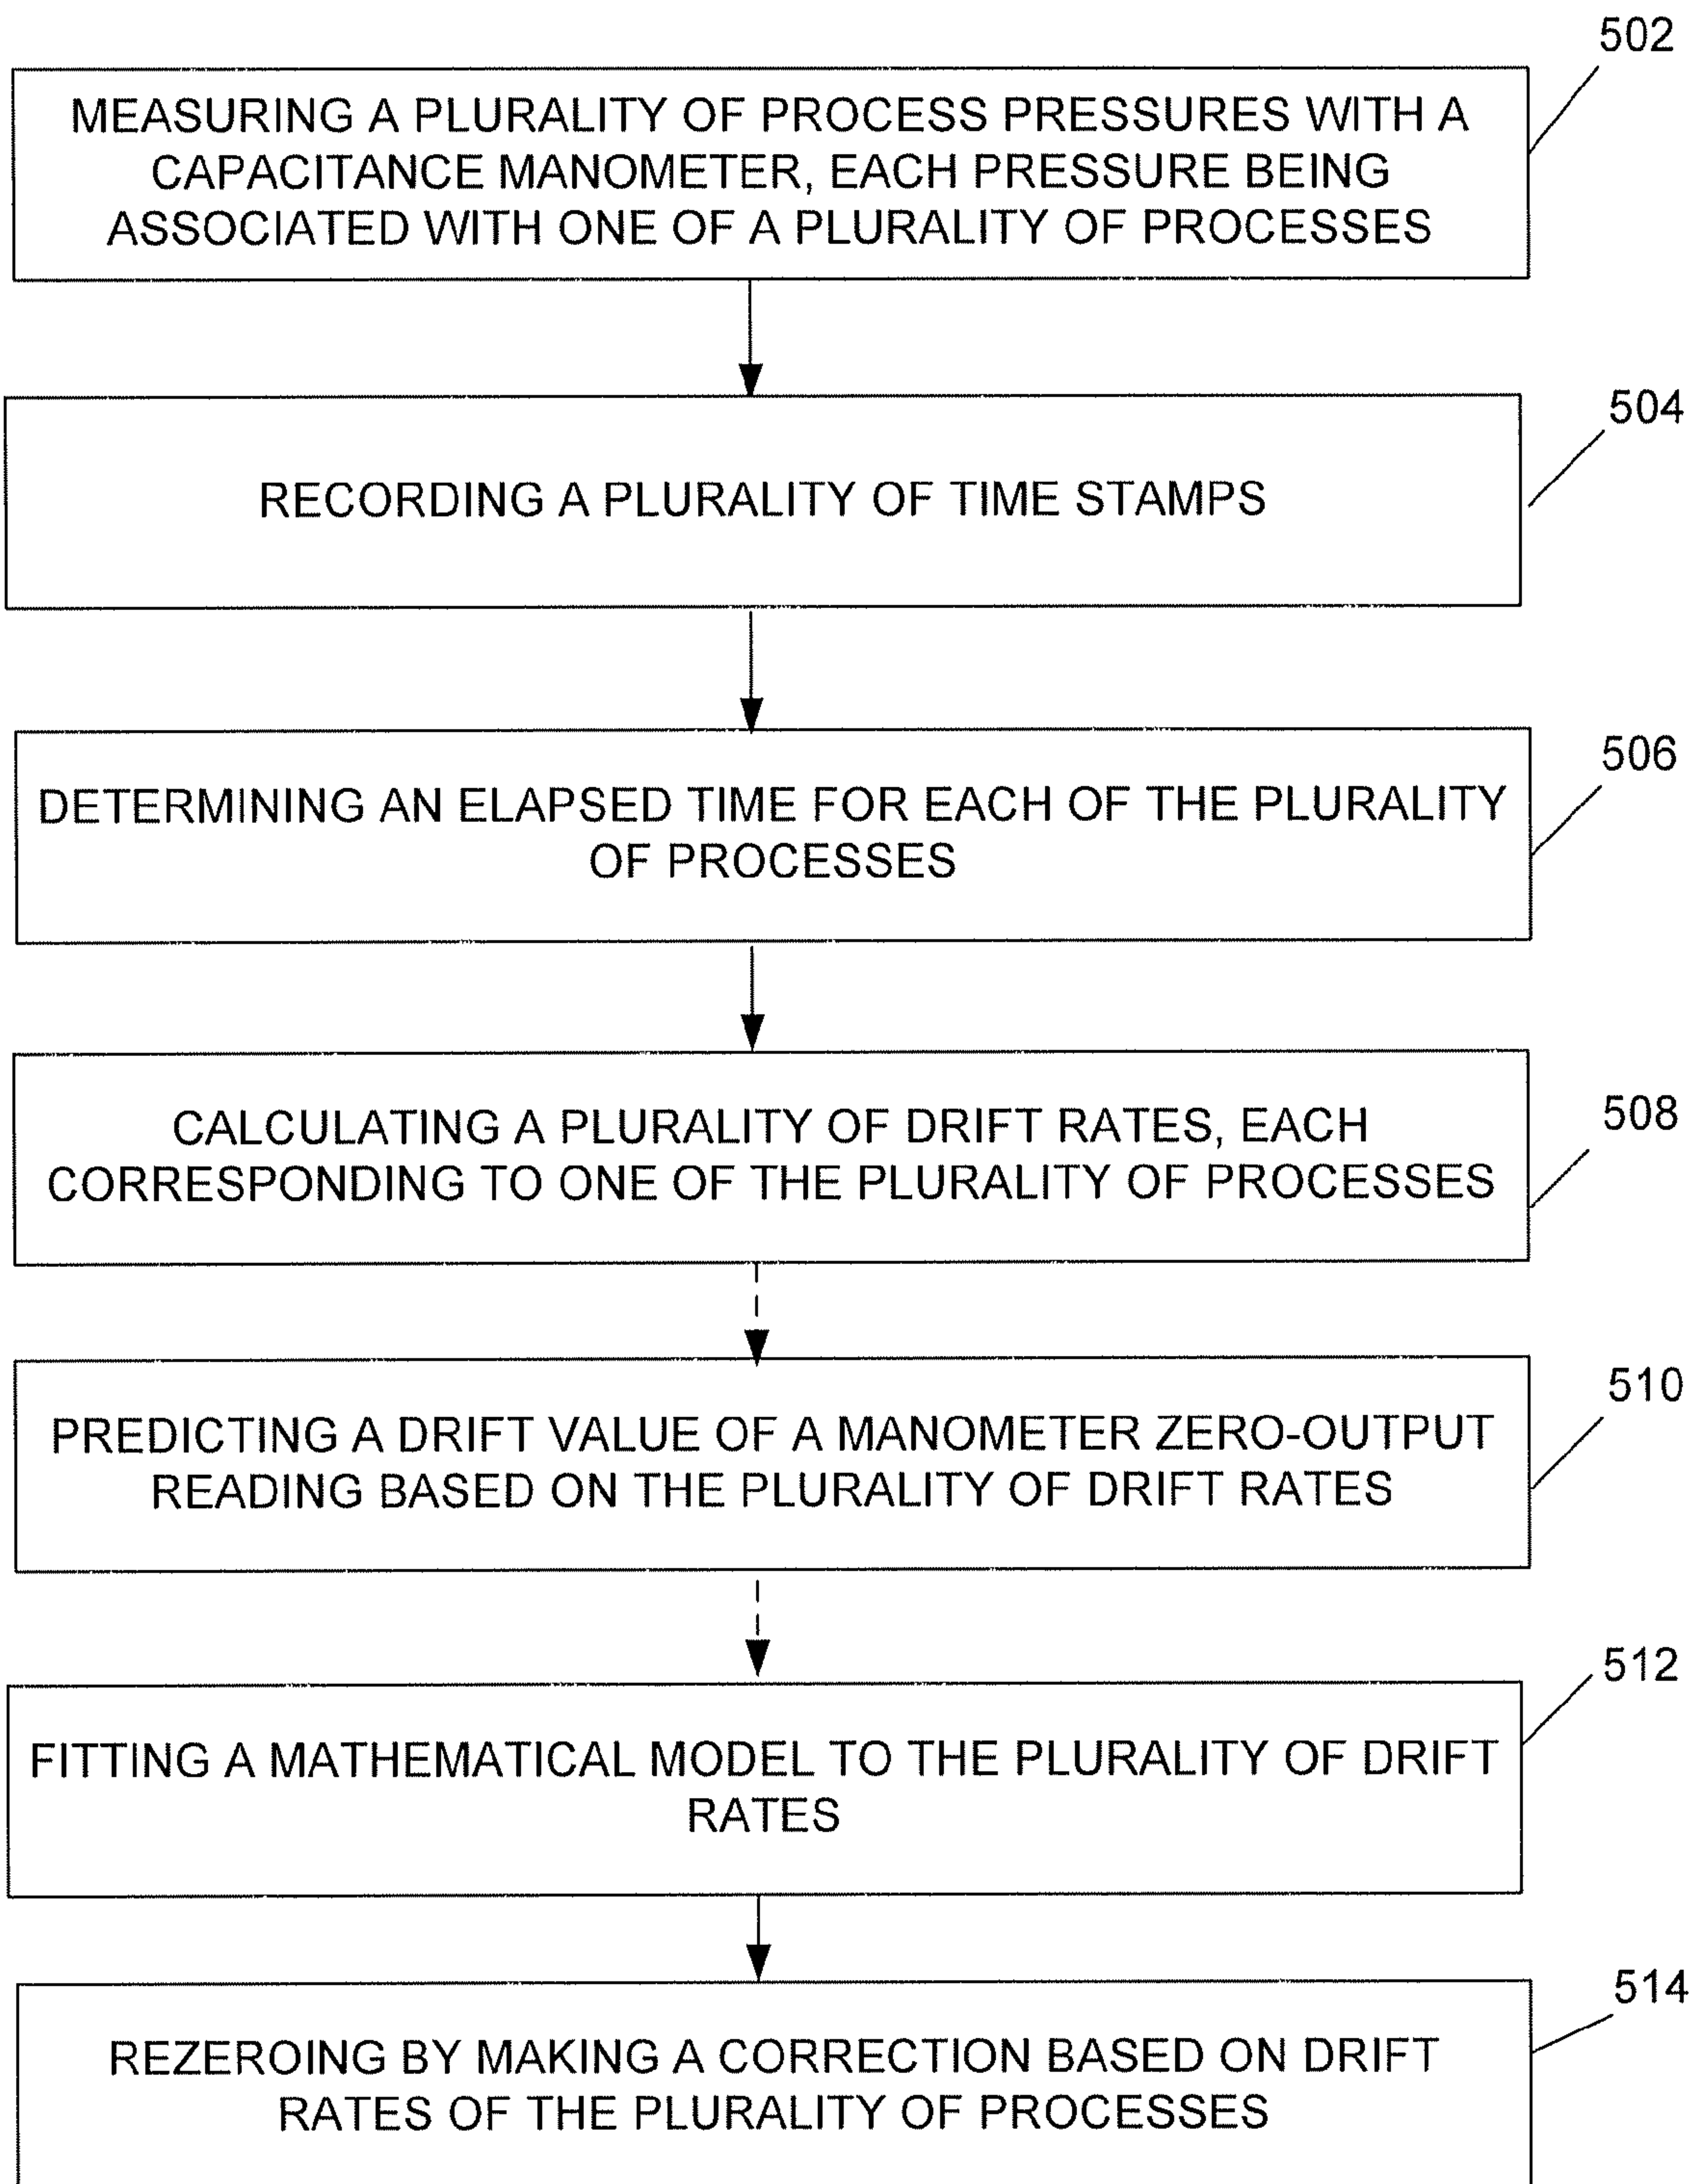 502
MEASURING A PLURALITY OF PROCESS PRESSURES WITH A
CAPACITANCE MANOMETER, EACH PRESSURE BEING
ASSOCIATED WITH ONE OF A PLURALITY OF PROCESSES
504
RECORDING A PLURALITY OF TIME STAMPS
506
DETERMINING AN ELAPSED TIME FOR EACH OF THE PLURALITY
OF PROCESSES
508
CALCULATING A PLURALITY OF DRIFT RATES, EACH
CORRESPONDING TO ONE OF THE PLURALITY OF PROCESSES
510
PREDICTING A DRIFT VALUE OF A MANOMETER ZERO-OUTPUT
READING BASED ON THE PLURALITY OF DRIFT RATES
512
FITTING A MATHEMATICAL MODEL TO THE PLURALITY OF DRIFT
RATES
514
REZEROING BY MAKING A CORRECTION BASED ON DRIFT
RATES OF THE PLURALITY OF PROCESSES